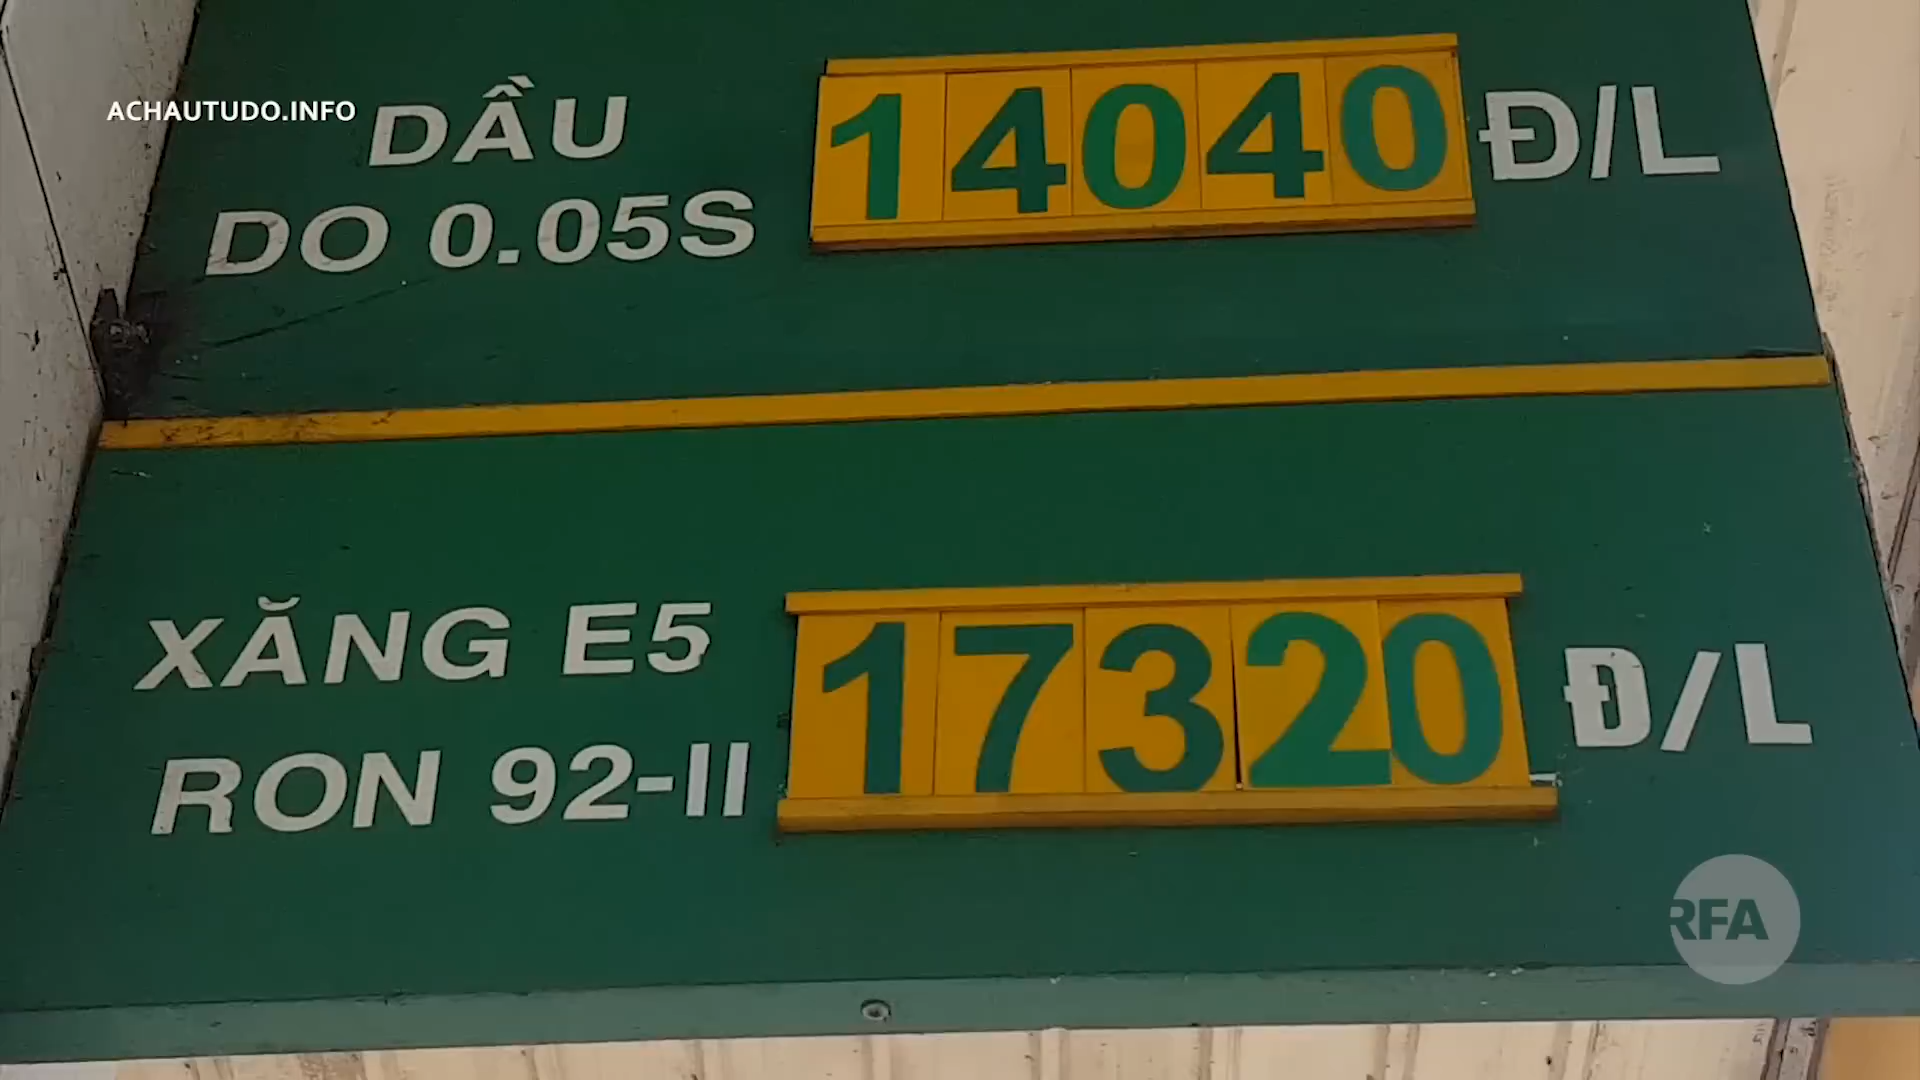 ACHAUTUDO.INFO
DẦU
DO 0.05S
14040 Đ/L
XĂNG E5
RON 92-II
17320 Đ/L
RFA